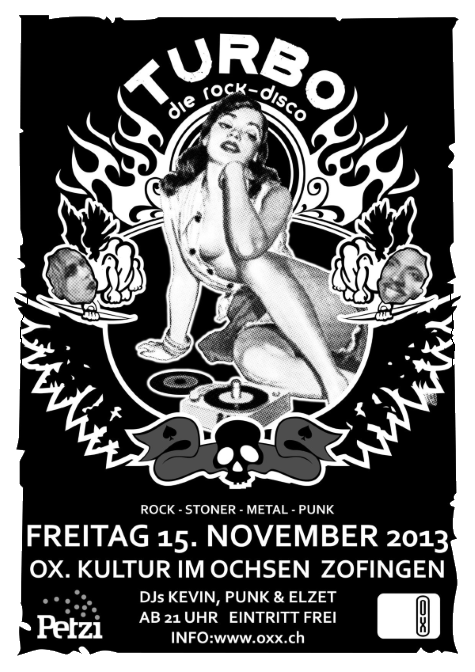 TURBO
die rock-disco
ROCK - STONER - METAL - PUNK
FREITAG 15. NOVEMBER 2013
OX. KULTUR IM OCHSEN ZOFINGEN
DJs KEVIN, PUNK & ELZET
AB 21 UHR EINTRITT FREI
INFO:www.oxx.ch
Petzi
OX